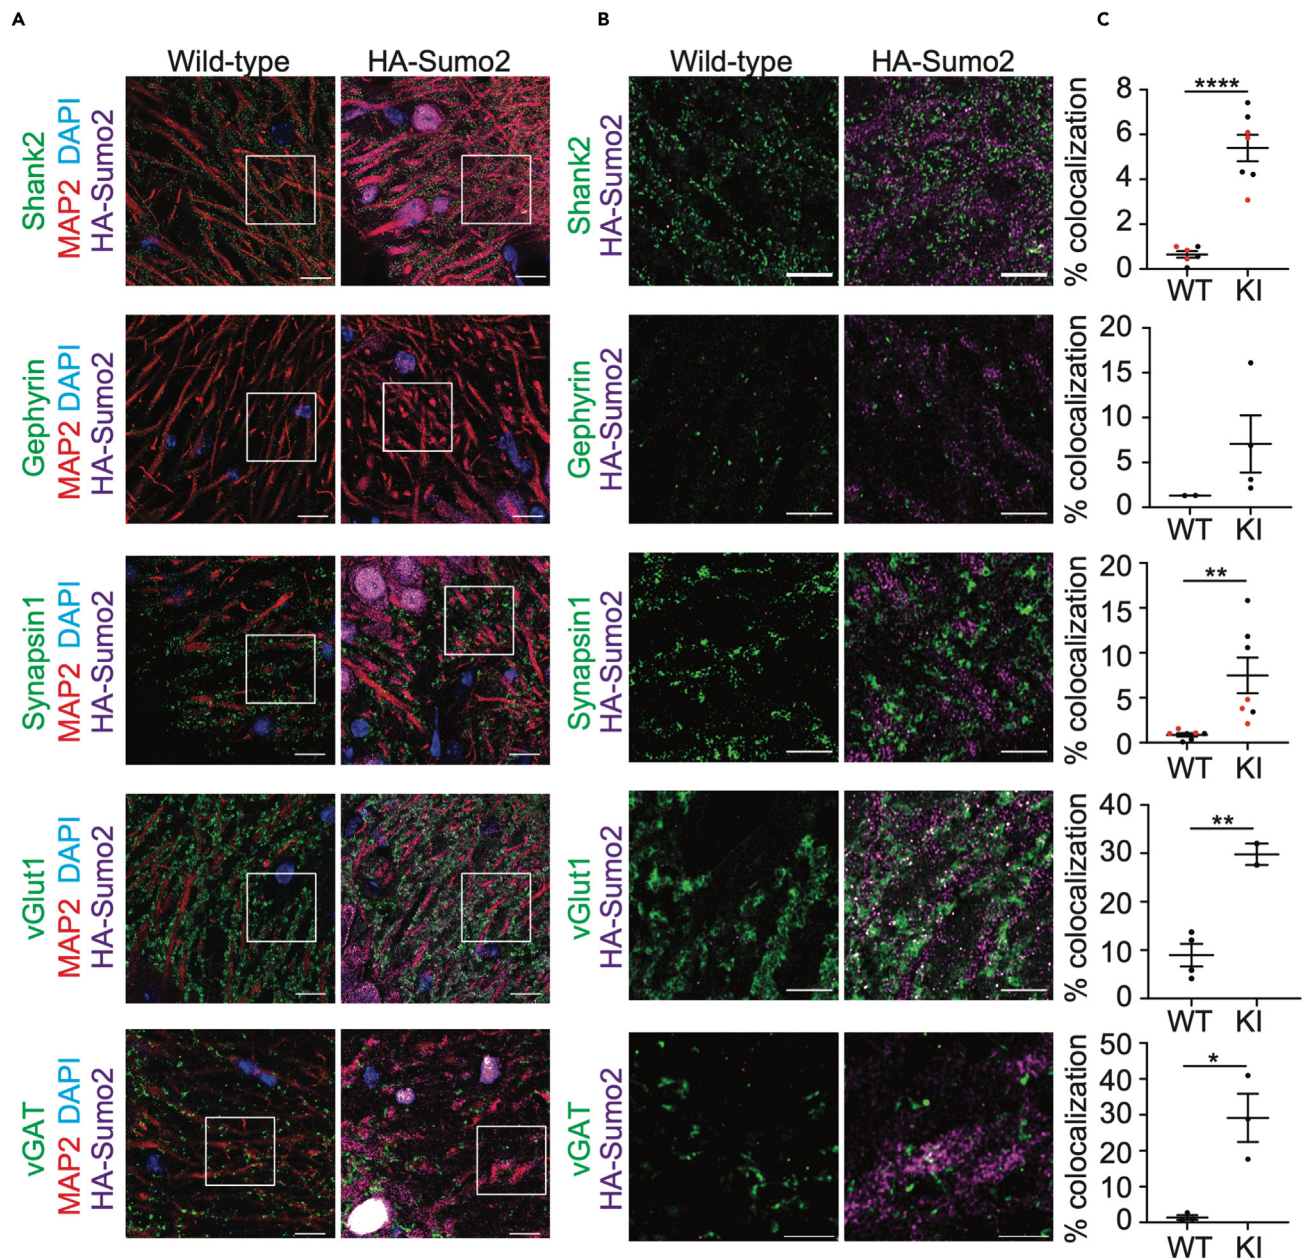 A
B
C
Wild-type
HA-Sumo2
Wild-type
HA-Sumo2
Shank2
MAP2 DAPI
HA-Sumo2
Shank2
HA-Sumo2
% colocalization
8
6
4
2
0
****
WT
KI
Gephyrin
MAP2 DAPI
HA-Sumo2
Gephyrin
HA-Sumo2
% colocalization
20
15
10
5
0
WT
KI
Synapsin1
MAP2 DAPI
HA-Sumo2
Synapsin1
HA-Sumo2
% colocalization
20
15
10
5
0
**
WT
KI
vGlut1
MAP2 DAPI
HA-Sumo2
vGlut1
HA-Sumo2
% colocalization
40
30
20
10
0
**
WT
KI
vGAT
MAP2 DAPI
HA-Sumo2
vGAT
HA-Sumo2
% colocalization
50
40
30
20
10
0
*
WT
KI